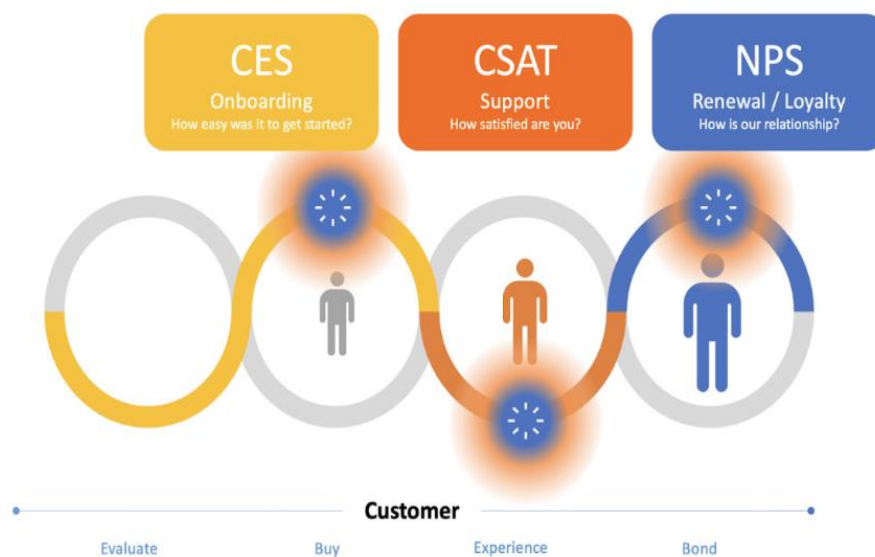 CES
Onboarding
How easy was it to get started?
CSAT
Support
How satisfied are you?
NPS
Renewal / Loyalty
How is our relationship?
Customer
Evaluate
Buy
Experience
Bond